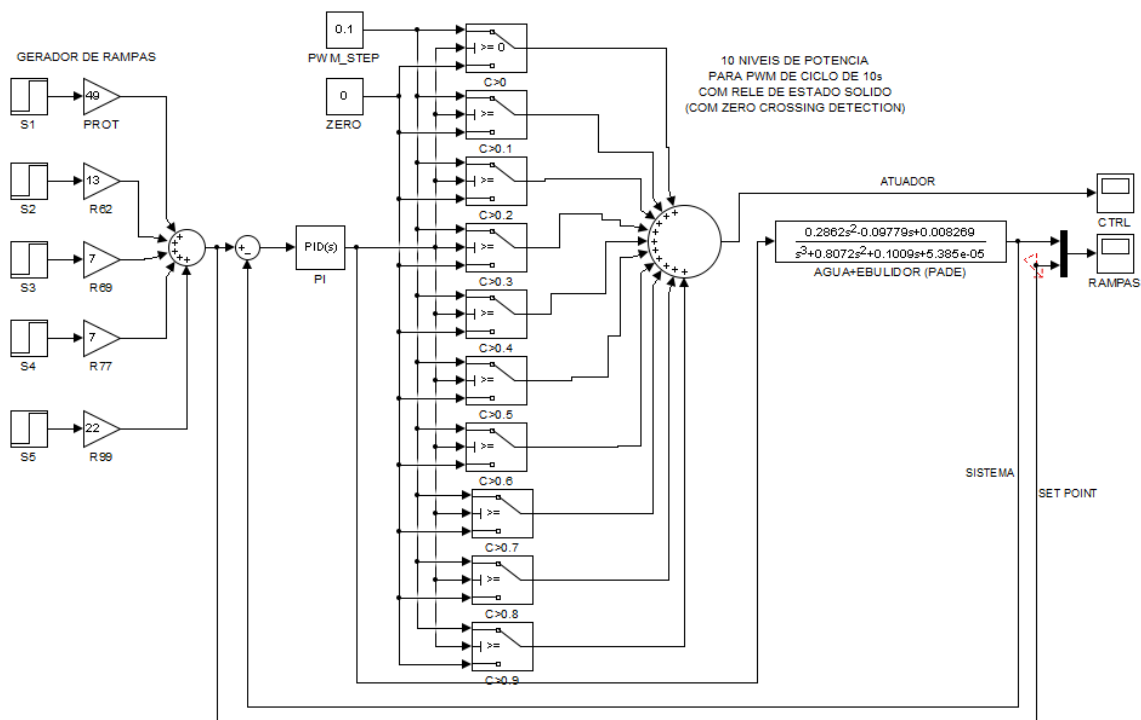 GERADOR DE RAMPAS
49
S1
PROT
13
S2
R62
7
S3
R69
7
S4
R77
22
S5
R99
+
+
+
+
+
+
−
PID(s)
PI
0.1
PWM_STEP
0
ZERO
>= 0
C>0
>=
C>0.1
>=
C>0.2
>=
C>0.3
>=
C>0.4
>=
C>0.5
>=
C>0.6
>=
C>0.7
>=
C>0.8
>=
C>0.9
+
+
+
+
+
+
+
+
+
+
10 NIVEIS DE POTENCIA
PARA PWM DE CICLO DE 10s
COM RELE DE ESTADO SOLIDO
(COM ZERO CROSSING DETECTION)
ATUADOR
0.2862s²-0.09779s+0.008269
s³+0.8072s²+0.1009s+5.385e-05
AGUA+EBULIDOR (PADE)
CTRL
RAMPAS
SISTEMA
SET POINT